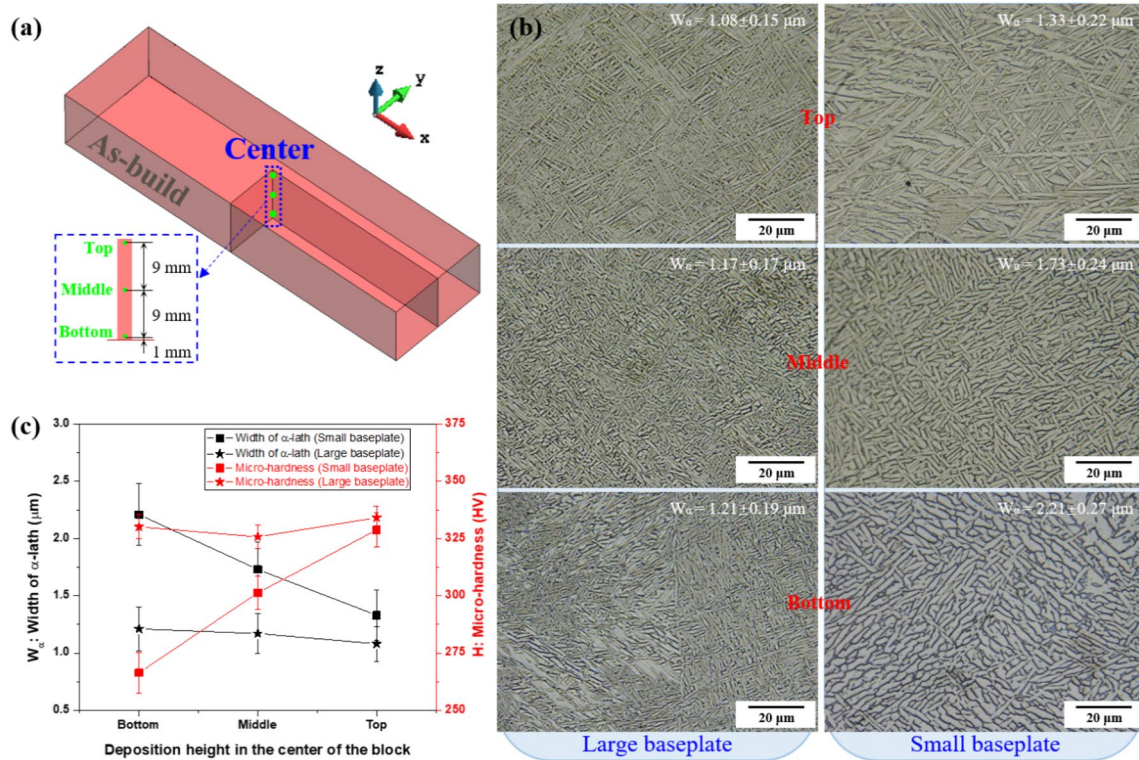 (a)
z
y
x
Center
As-build
Top
9 mm
Middle
9 mm
Bottom
1 mm
(b)
Wα = 1.08±0.15 μm
Wα = 1.33±0.22 μm
Top
20 μm
20 μm
Wα = 1.17±0.17 μm
Wα = 1.73±0.24 μm
Middle
20 μm
20 μm
Wα = 1.21±0.19 μm
Wα = 2.21±0.27 μm
Bottom
20 μm
20 μm
Large baseplate
Small baseplate
(c)
3.0
2.5
2.0
1.5
1.0
0.5
Wα: Width of α-lath (μm)
Width of α-lath (Small baseplate)
Width of α-lath (Large baseplate)
Micro-hardness (Small baseplate)
Micro-hardness (Large baseplate)
375
350
325
300
275
250
H: Micro-hardness (HV)
Bottom
Middle
Top
Deposition height in the center of the block